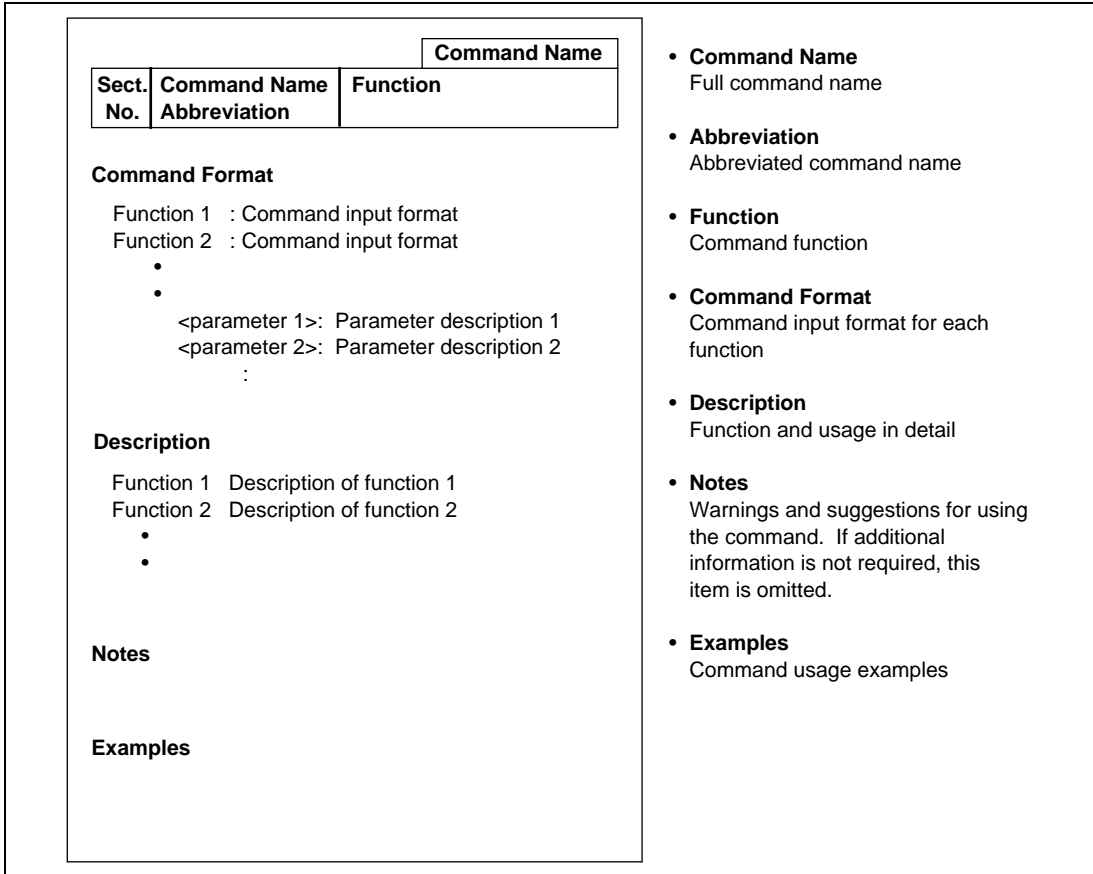 Command Name
Sect. Command Name Function
No. Abbreviation
Command Format
Function 1 : Command input format
Function 2 : Command input format
•
•
<parameter 1>: Parameter description 1
<parameter 2>: Parameter description 2
:
Description
Function 1 Description of function 1
Function 2 Description of function 2
•
•
Notes
Examples
• Command Name
Full command name
• Abbreviation
Abbreviated command name
• Function
Command function
• Command Format
Command input format for each
function
• Description
Function and usage in detail
• Notes
Warnings and suggestions for using
the command. If additional
information is not required, this
item is omitted.
• Examples
Command usage examples